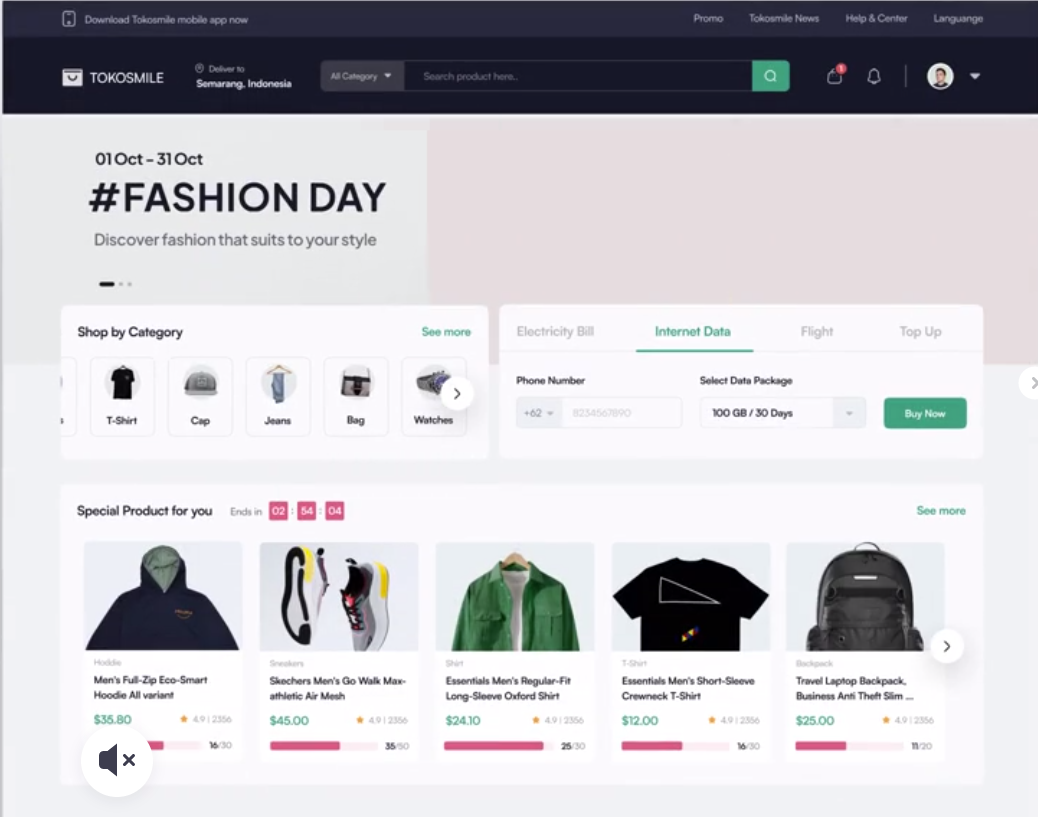 Download Tokosmile mobile app now
Promo
Tokosmile News
Help & Center
Languange
TOKOSMILE
Deliver to
Semarang, Indonesia
All Category
Search product here..
1
01 Oct - 31 Oct
#FASHION DAY
Discover fashion that suits to your style
Shop by Category
See more
s
T-Shirt
Cap
Jeans
Bag
Watches
Electricity Bill
Internet Data
Flight
Top Up
Phone Number
Select Data Package
+62
8234567890
100 GB / 30 Days
Buy Now
Special Product for you
Ends in
02 : 54 : 04
See more
Hoddie
Men's Full-Zip Eco-Smart
Hoodie All variant
$35.80
4.9 | 2356
16/30
Sneakers
Skechers Men's Go Walk Max-
athletic Air Mesh
$45.00
4.9 | 2356
35/50
Shirt
Essentials Men's Regular-Fit
Long-Sleeve Oxford Shirt
$24.10
4.9 | 2356
25/30
T-Shirt
Essentials Men's Short-Sleeve
Crewneck T-Shirt
$12.00
4.9 | 2356
16/30
Backpack
Travel Laptop Backpack,
Business Anti Theft Slim ...
$25.00
4.9 | 2356
11/20